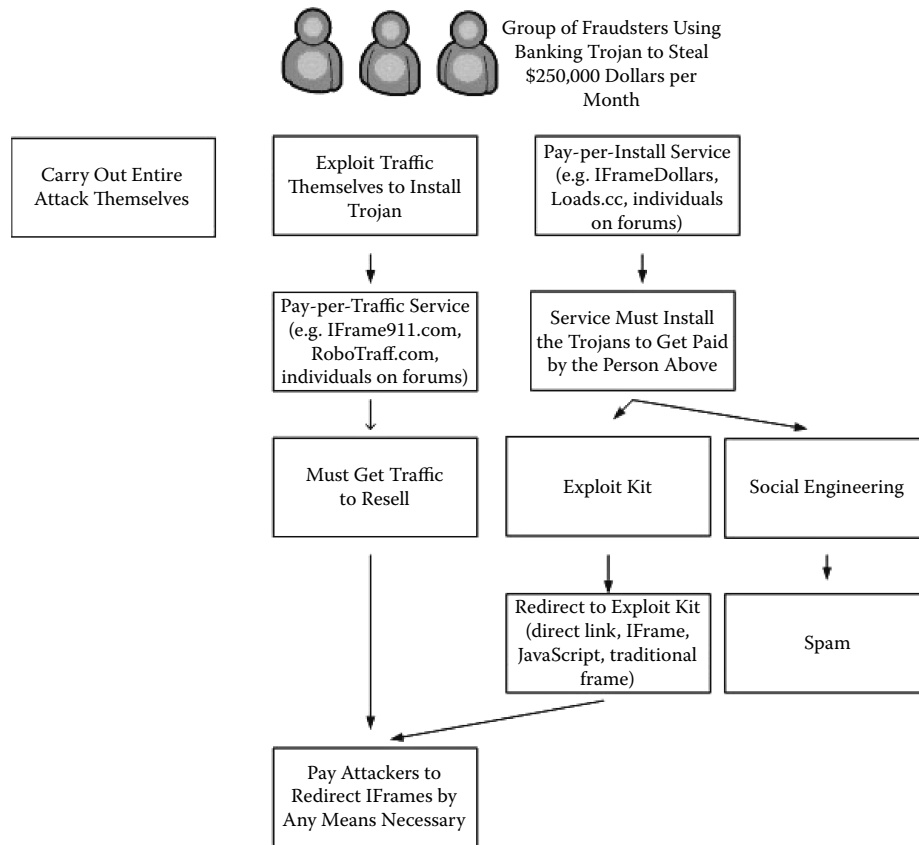 Group of Fraudsters Using
Banking Trojan to Steal
$250,000 Dollars per
Month
Carry Out Entire
Attack Themselves
Exploit Traffic
Themselves to Install
Trojan
Pay-per-Install Service
(e.g. IFrameDollars,
Loads.cc, individuals
on forums)
Pay-per-Traffic Service
(e.g. IFrame911.com,
RoboTraff.com,
individuals on forums)
Service Must Install
the Trojans to Get Paid
by the Person Above
Must Get Traffic
to Resell
Exploit Kit
Social Engineering
Redirect to Exploit Kit
(direct link, IFrame,
JavaScript, traditional
frame)
Spam
Pay Attackers to
Redirect IFrames by
Any Means Necessary